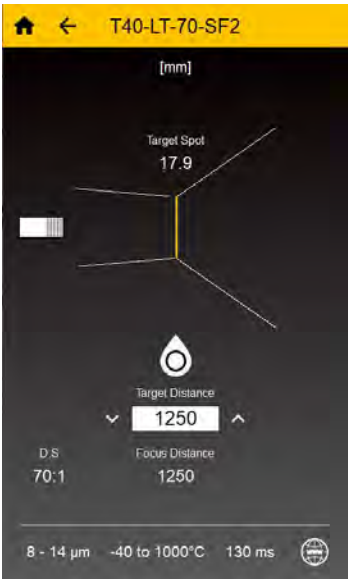 T40-LT-70-SF2
[mm]
Target Spot
17.9
Target Distance
1250
D:S Focus Distance
70:1 1250
8 - 14 µm -40 to 1000°C 130 ms